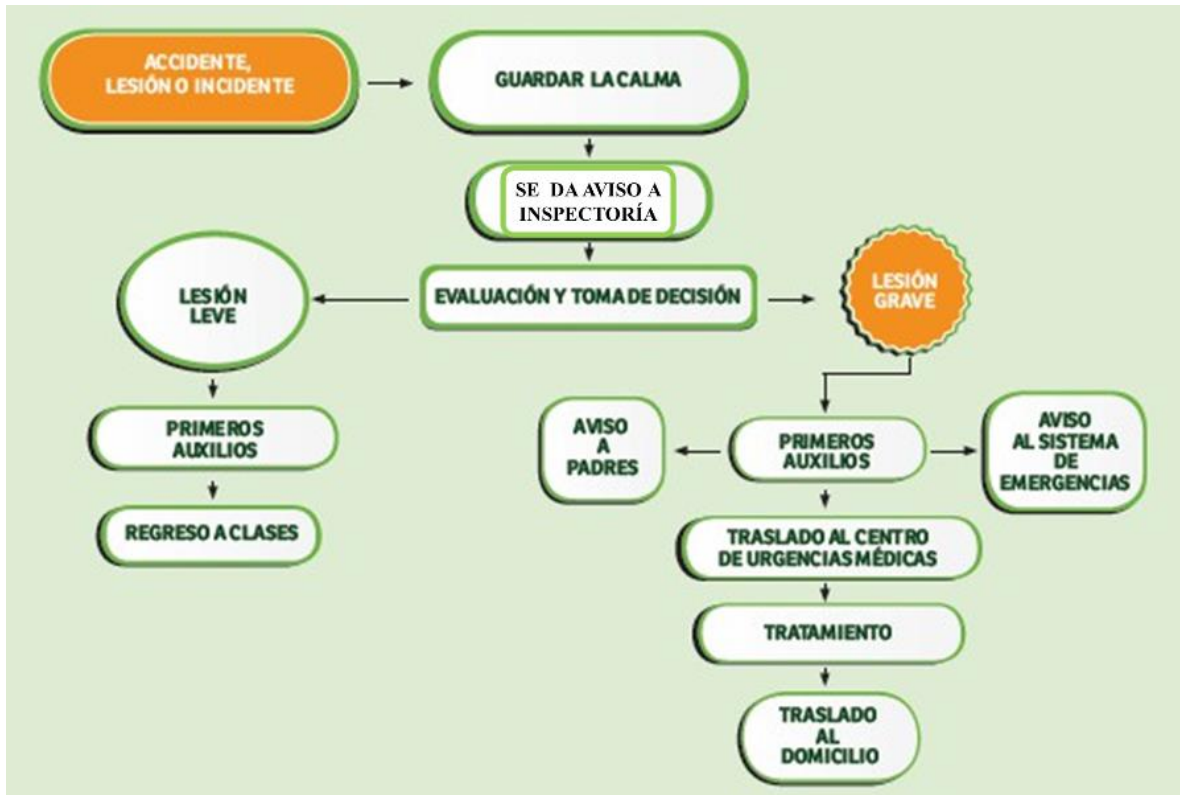 ACCIDENTE,
LESIÓN O INCIDENTE
GUARDAR LA CALMA
SE DA AVISO A
INSPECTORÍA
EVALUACIÓN Y TOMA DE DECISIÓN
LESIÓN
LEVE
LESIÓN
GRAVE
PRIMEROS
AUXILIOS
REGRESO A CLASES
AVISO
A
PADRES
PRIMEROS
AUXILIOS
AVISO
AL SISTEMA
DE
EMERGENCIAS
TRASLADO AL CENTRO
DE URGENCIAS MÉDICAS
TRATAMIENTO
TRASLADO
AL
DOMICILIO